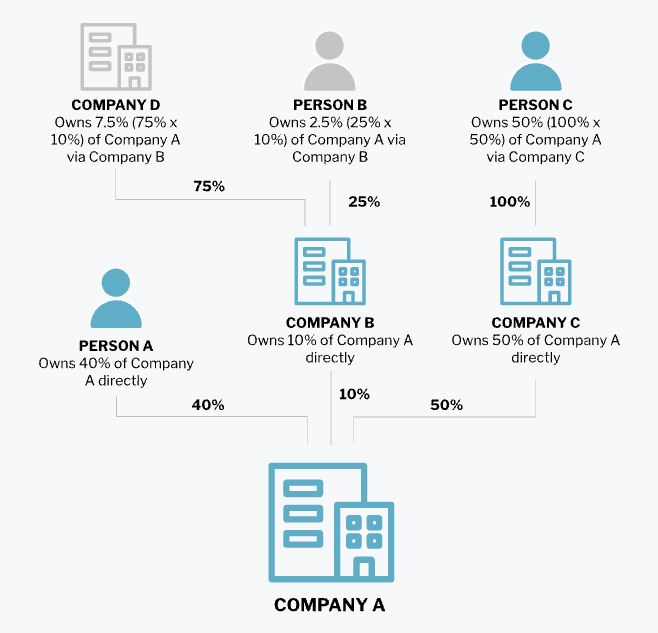 COMPANY D
Owns 7.5% (75% x
10%) of Company A
via Company B
PERSON B
Owns 2.5% (25% x
10%) of Company A via
Company B
PERSON C
Owns 50% (100% x
50%) of Company A
via Company C
75%
25%
100%
PERSON A
Owns 40% of Company
A directly
COMPANY B
Owns 10% of Company A
directly
COMPANY C
Owns 50% of Company A
directly
40%
10%
50%
COMPANY A